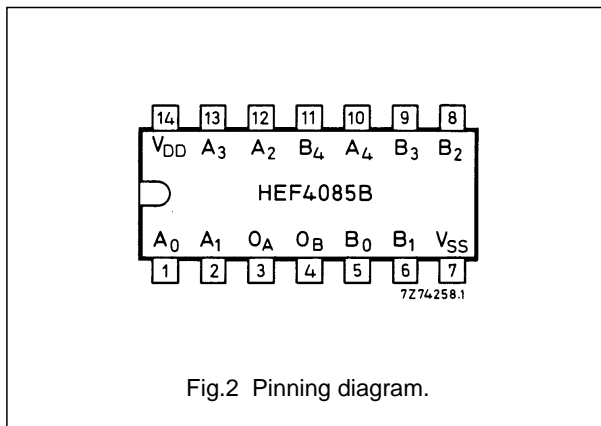 14 13 12 11 10 9 8
VDD A3 A2 B4 A4 B3 B2
HEF4085B
A0 A1 OA OB B0 B1 VSS
1 2 3 4 5 6 7
7Z74258.1
Fig.2 Pinning diagram.